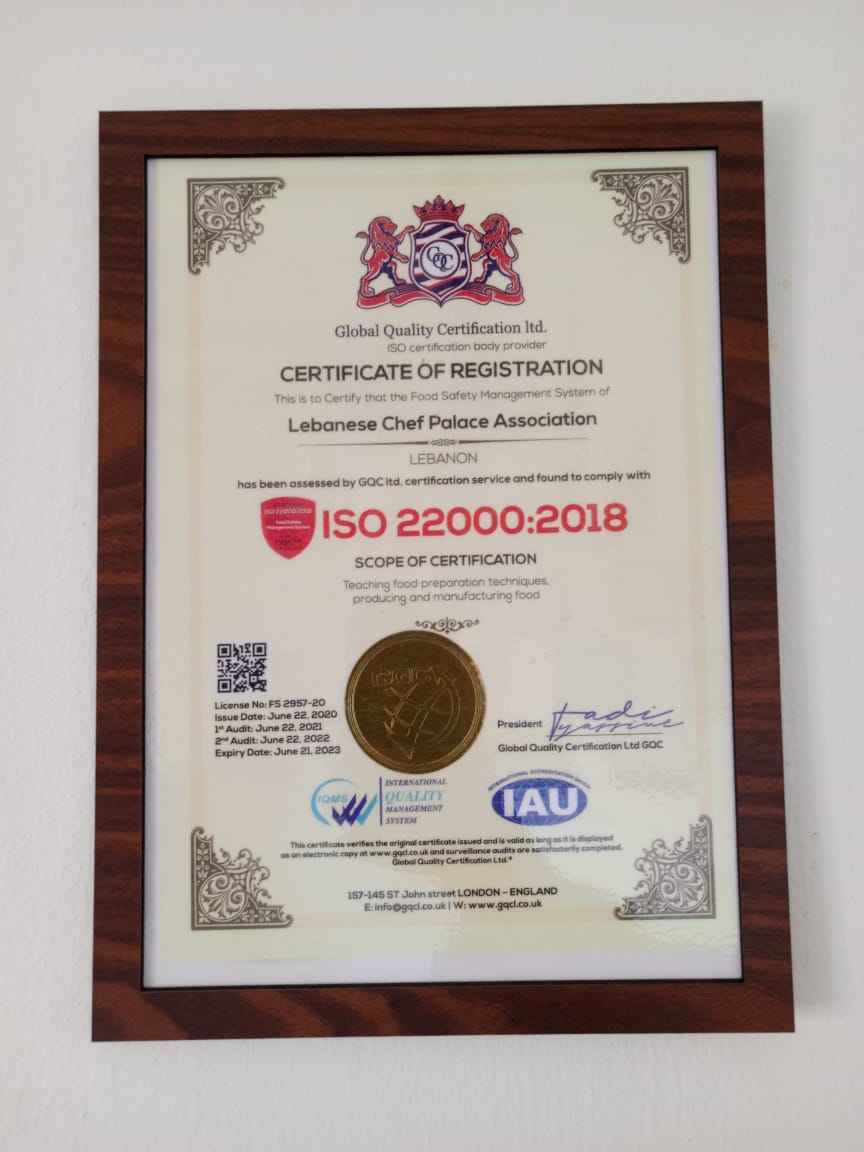 GQC
Global Quality Certification ltd.
ISO certification body provider
CERTIFICATE OF REGISTRATION
This is to Certify that the Food Safety Management System of
Lebanese Chef Palace Association
LEBANON
has been assessed by GQC ltd. certification service and found to comply with
ISO 22000:2018
Food Safety
Management System
GQC
ISO 22000:2018
SCOPE OF CERTIFICATION
Teaching food preparation techniques,
producing and manufacturing food
GQC
License No: FS 2957-20
Issue Date: June 22, 2020
1st Audit: June 22, 2021
2nd Audit: June 22, 2022
Expiry Date: June 21, 2023
President
Fadi
yassine
Global Quality Certification Ltd GQC
IQMS
INTERNATIONAL
QUALITY
MANAGEMENT
SYSTEM
INTERNATIONAL ACCREDITATION
IAU
This certificate verifies the original certificate issued and is valid as long as it is displayed
as an electronic copy at www.gqcl.co.uk and surveillance audits are satisfactorily completed.
Global Quality Certification Ltd.®
157-145 ST John street LONDON – ENGLAND
E: info@gqcl.co.uk | W: www.gqcl.co.uk